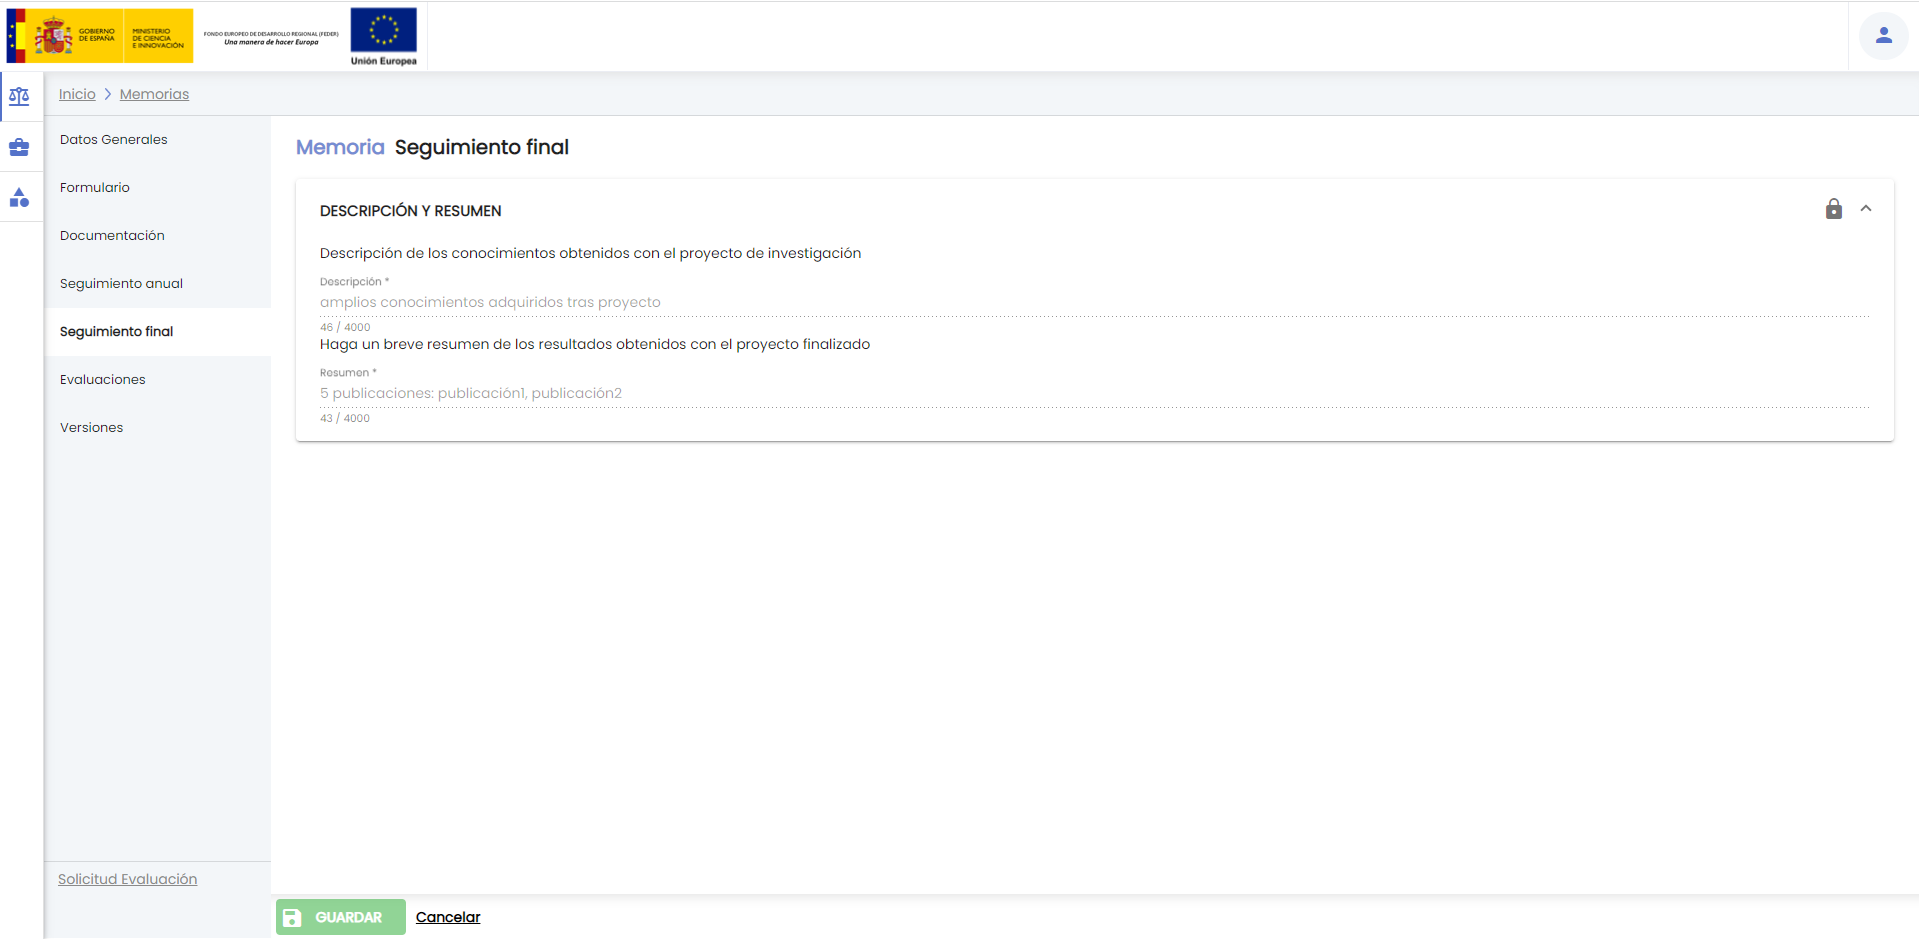 GOBIERNO
DE ESPAÑA
MINISTERIO
DE CIENCIA
E INNOVACIÓN
FONDO EUROPEO DE DESARROLLO REGIONAL (FEDER)
Una manera de hacer Europa
Unión Europea
Inicio
Memorias
Datos Generales
Formulario
Documentación
Seguimiento anual
Seguimiento final
Evaluaciones
Versiones
Solicitud Evaluación
Memoria Seguimiento final
DESCRIPCIÓN Y RESUMEN
Descripción de los conocimientos obtenidos con el proyecto de investigación
Descripción *
amplios conocimientos adquiridos tras proyecto
46 / 4000
Haga un breve resumen de los resultados obtenidos con el proyecto finalizado
Resumen *
5 publicaciones: publicación1, publicación2
43 / 4000
GUARDAR
Cancelar